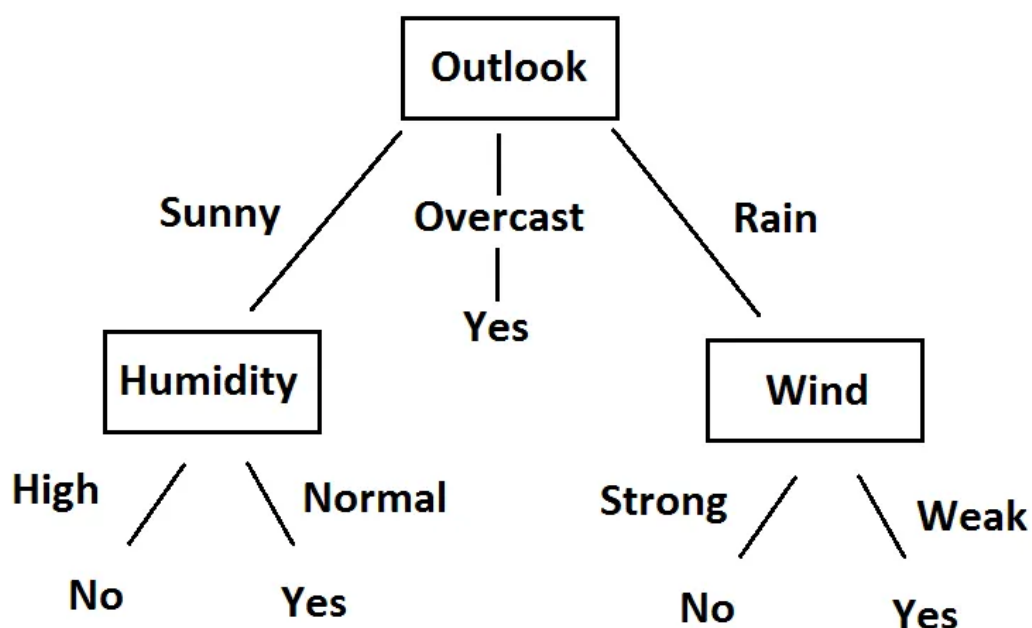 Outlook
Sunny
Overcast
Rain
Yes
Humidity
Wind
High
Normal
Strong
Weak
No
Yes
No
Yes